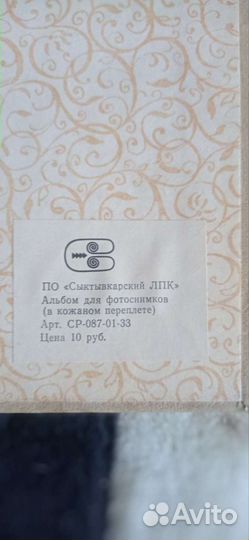 ПО «Сыктывкарский ЛПК»
Альбом для фотоснимков
(в кожаном переплете)
Арт. СР-087-01-33
Цена 10 руб.
Avito